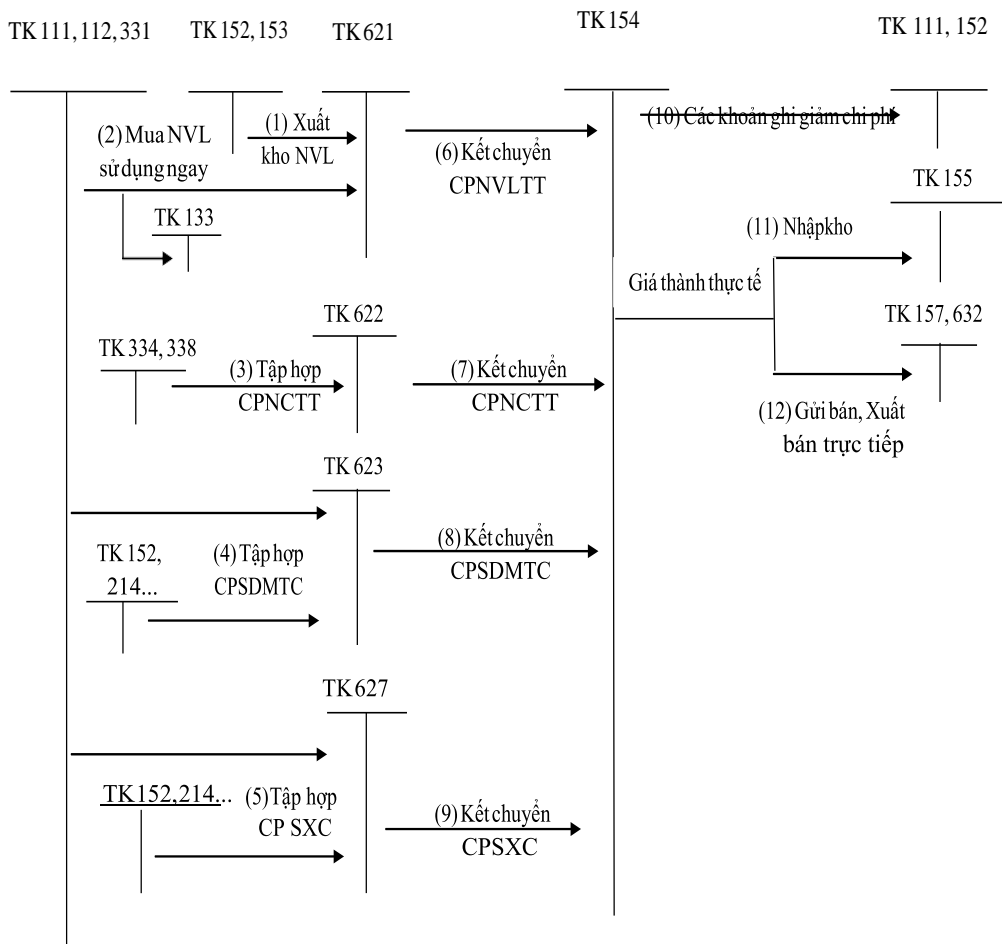 TK 111, 112, 331
TK 152, 153
TK 621
TK 154
TK 111, 152
(2) Mua NVL
sử dụng ngay
(1) Xuất
kho NVL
(6) Kết chuyển
CPNVLTT
(10) Các khoản ghi giảm chi phí
TK 133
TK 155
(11) Nhập kho
Giá thành thực tế
TK 157, 632
(12) Gửi bán, Xuất
bán trực tiếp
TK 622
TK 334, 338
(3) Tập hợp
CPNCTT
(7) Kết chuyển
CPNCTT
TK 623
TK 152,
214...
(4) Tập hợp
CPSDMTC
(8) Kết chuyển
CPSDMTC
TK 627
TK 152,214...
(5) Tập hợp
CP SXC
(9) Kết chuyển
CPSXC